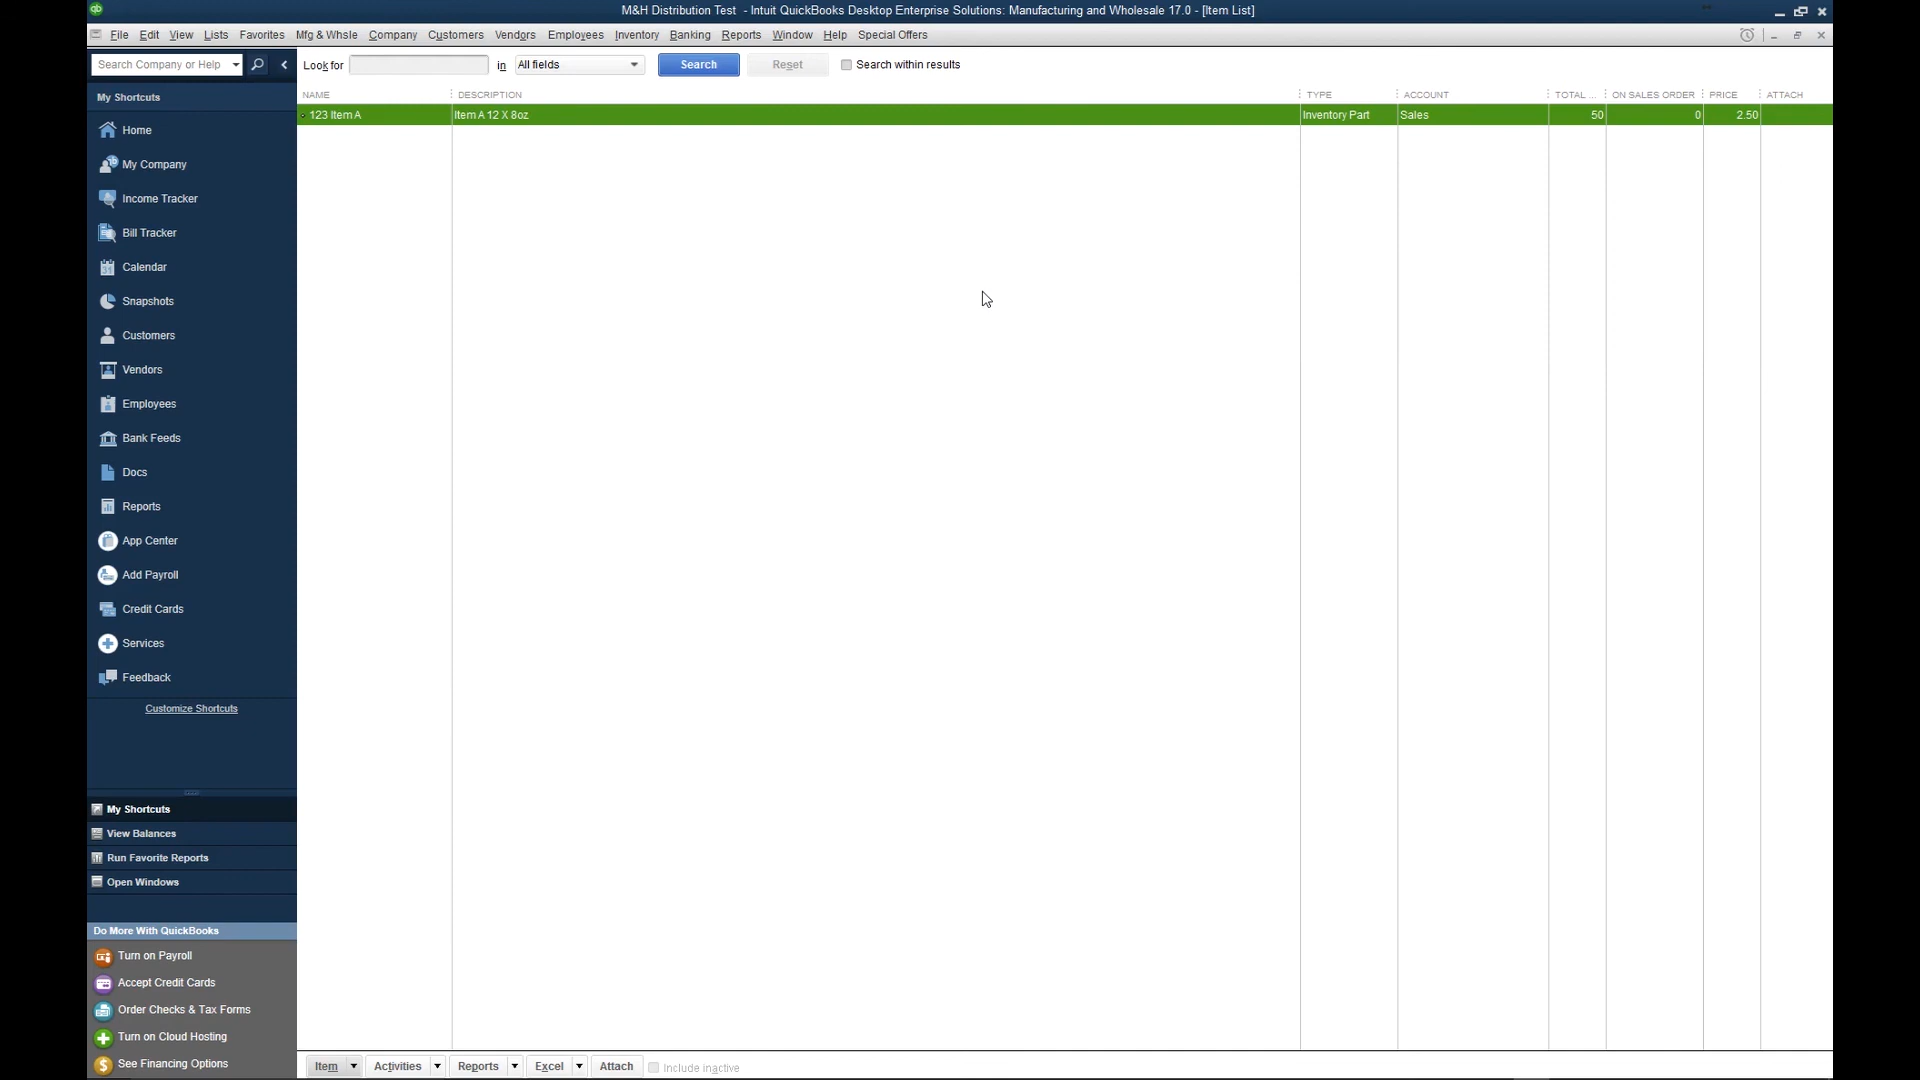 M&H Distribution Test - Intuit QuickBooks Desktop Enterprise Solutions: Manufacturing and Wholesale 17.0 - [Item List]
File Edit View Lists Favorites Mfg & Whsle Company Customers Vendors Employees Inventory Banking Reports Window Help Special Offers
Search Company or Help
Look for in All fields Search Reset Search within results
My Shortcuts
NAME DESCRIPTION TYPE ACCOUNT TOTAL ... ON SALES ORDER PRICE ATTACH
123 Item A Item A 12 X 8oz Inventory Part Sales 50 0 2.50
Home
My Company
Income Tracker
Bill Tracker
Calendar
Snapshots
Customers
Vendors
Employees
Bank Feeds
Docs
Reports
App Center
Add Payroll
Credit Cards
Services
Feedback
Customize Shortcuts
My Shortcuts
View Balances
Run Favorite Reports
Open Windows
Do More With QuickBooks
Turn on Payroll
Accept Credit Cards
Order Checks & Tax Forms
Turn on Cloud Hosting
See Financing Options
Item Activities Reports Excel Attach Include inactive